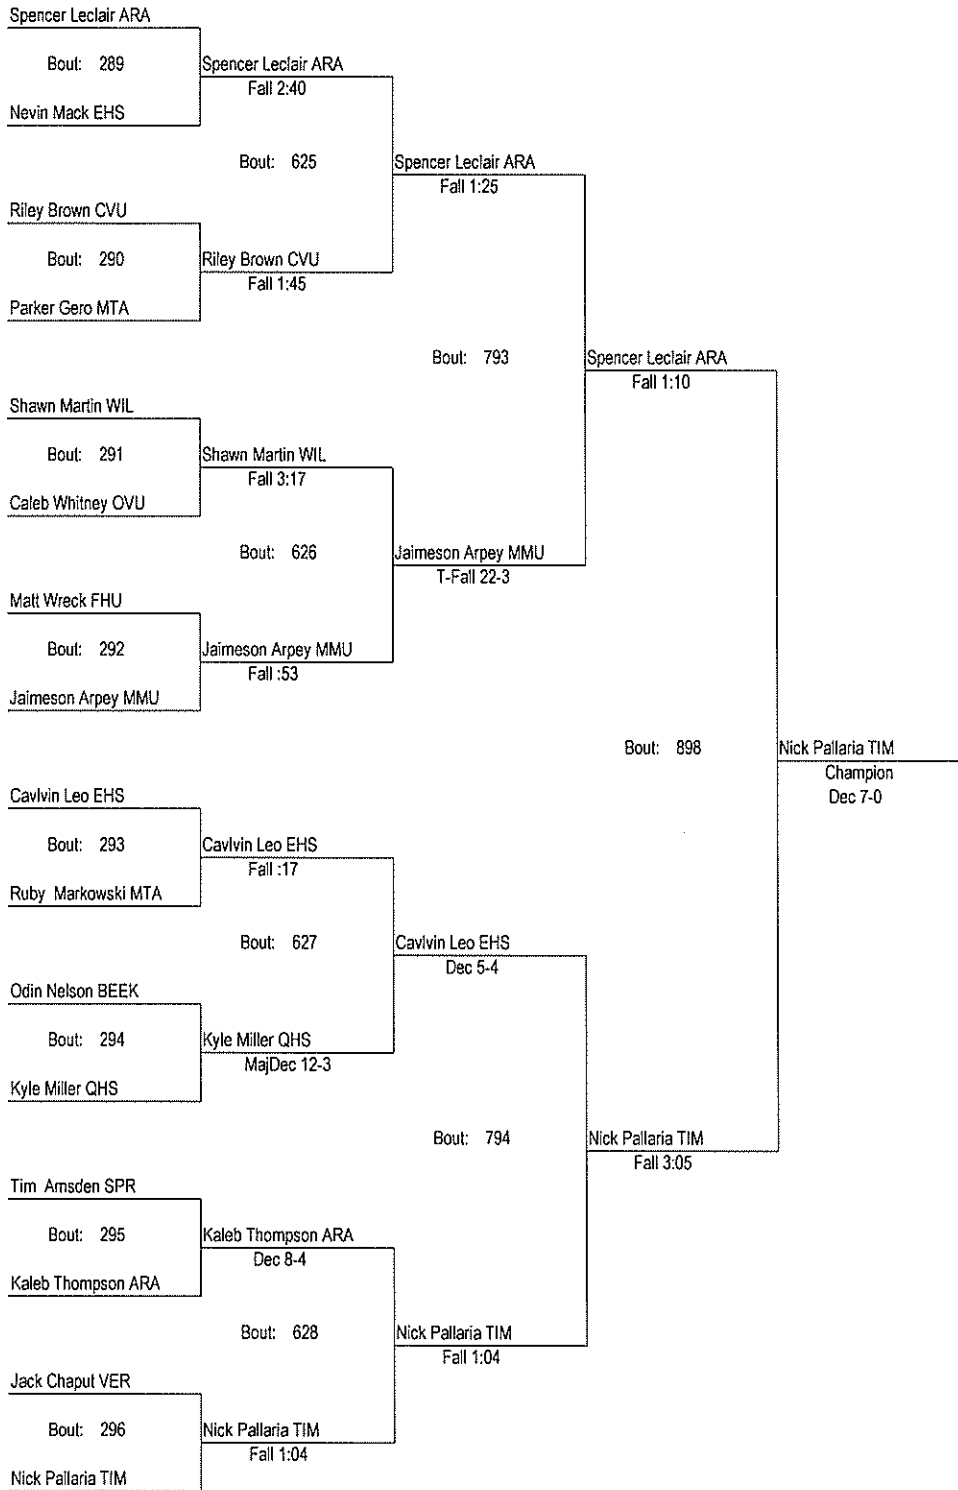 Spencer Leclair ARA
Bout: 289
Spencer Leclair ARA
Fall 2:40
Nevin Mack EHS
Bout: 625
Spencer Leclair ARA
Fall 1:25
Riley Brown CVU
Bout: 290
Riley Brown CVU
Fall 1:45
Parker Gero MTA
Bout: 793
Spencer Leclair ARA
Fall 1:10
Shawn Martin WIL
Bout: 291
Shawn Martin WIL
Fall 3:17
Caleb Whitney OVU
Bout: 626
Jaimeson Arpey MMU
T-Fall 22-3
Matt Wreck FHU
Bout: 292
Jaimeson Arpey MMU
Fall :53
Jaimeson Arpey MMU
Bout: 898
Nick Pallaria TIM
Champion
Dec 7-0
Cavlvin Leo EHS
Bout: 293
Cavlvin Leo EHS
Fall :17
Ruby Markowski MTA
Bout: 627
Cavlvin Leo EHS
Dec 5-4
Odin Nelson BEEK
Bout: 294
Kyle Miller QHS
MajDec 12-3
Kyle Miller QHS
Bout: 794
Nick Pallaria TIM
Fall 3:05
Tim Amsden SPR
Bout: 295
Kaleb Thompson ARA
Dec 8-4
Kaleb Thompson ARA
Bout: 628
Nick Pallaria TIM
Fall 1:04
Jack Chaput VER
Bout: 296
Nick Pallaria TIM
Fall 1:04
Nick Pallaria TIM